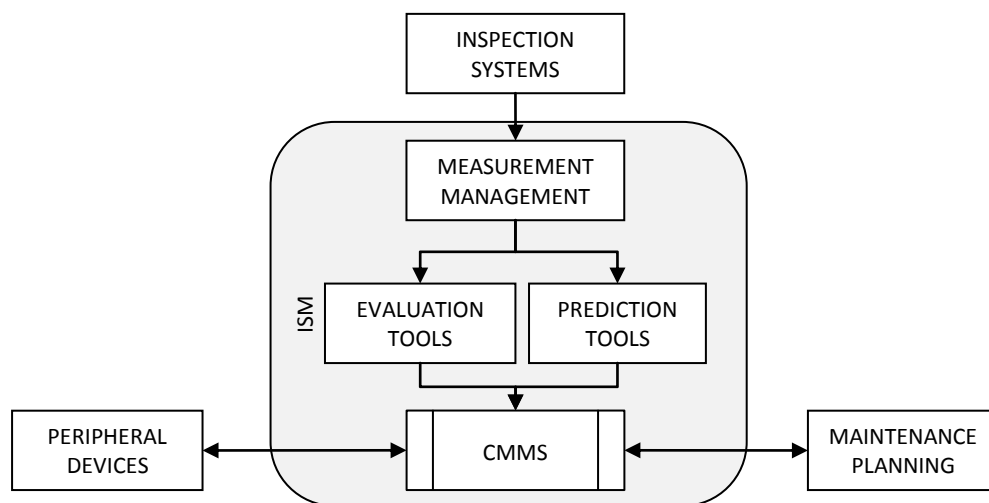 INSPECTION
SYSTEMS
MEASUREMENT
MANAGEMENT
ISM
EVALUATION
TOOLS
PREDICTION
TOOLS
PERIPHERAL
DEVICES
CMMS
MAINTENANCE
PLANNING